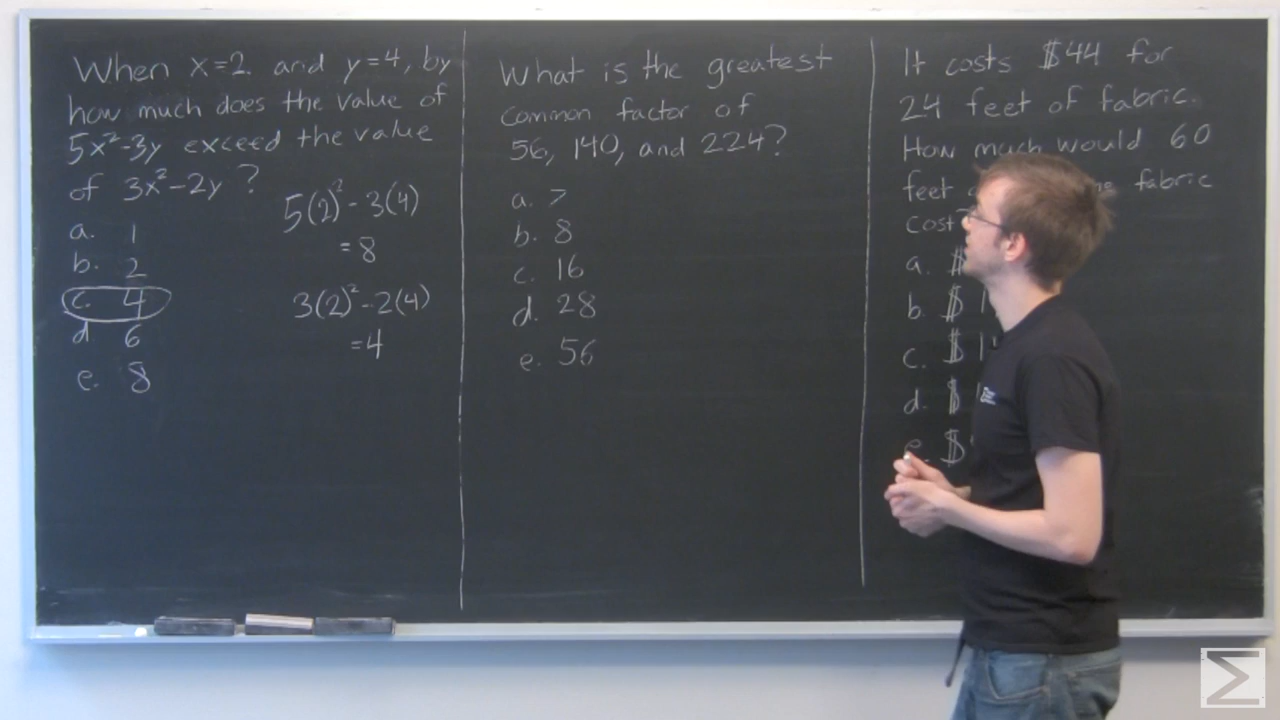 When x=2. and y=4, by
how much does the value of
5x²-3y exceed the value
of 3x²-2y?
a. 1
b. 2
c. 4
d 6
e. 8
5(2)² - 3(4)
= 8
3(2)² - 2(4)
= 4
What is the greatest
common factor of
56, 140, and 224?
a. 7
b. 8
c. 16
d. 28
e. 56
It costs $44 for
24 feet of fabric.
How much would 60
feet fabric
cost
a. $
b. $1
c. $1
d. $1
e. $
Σ